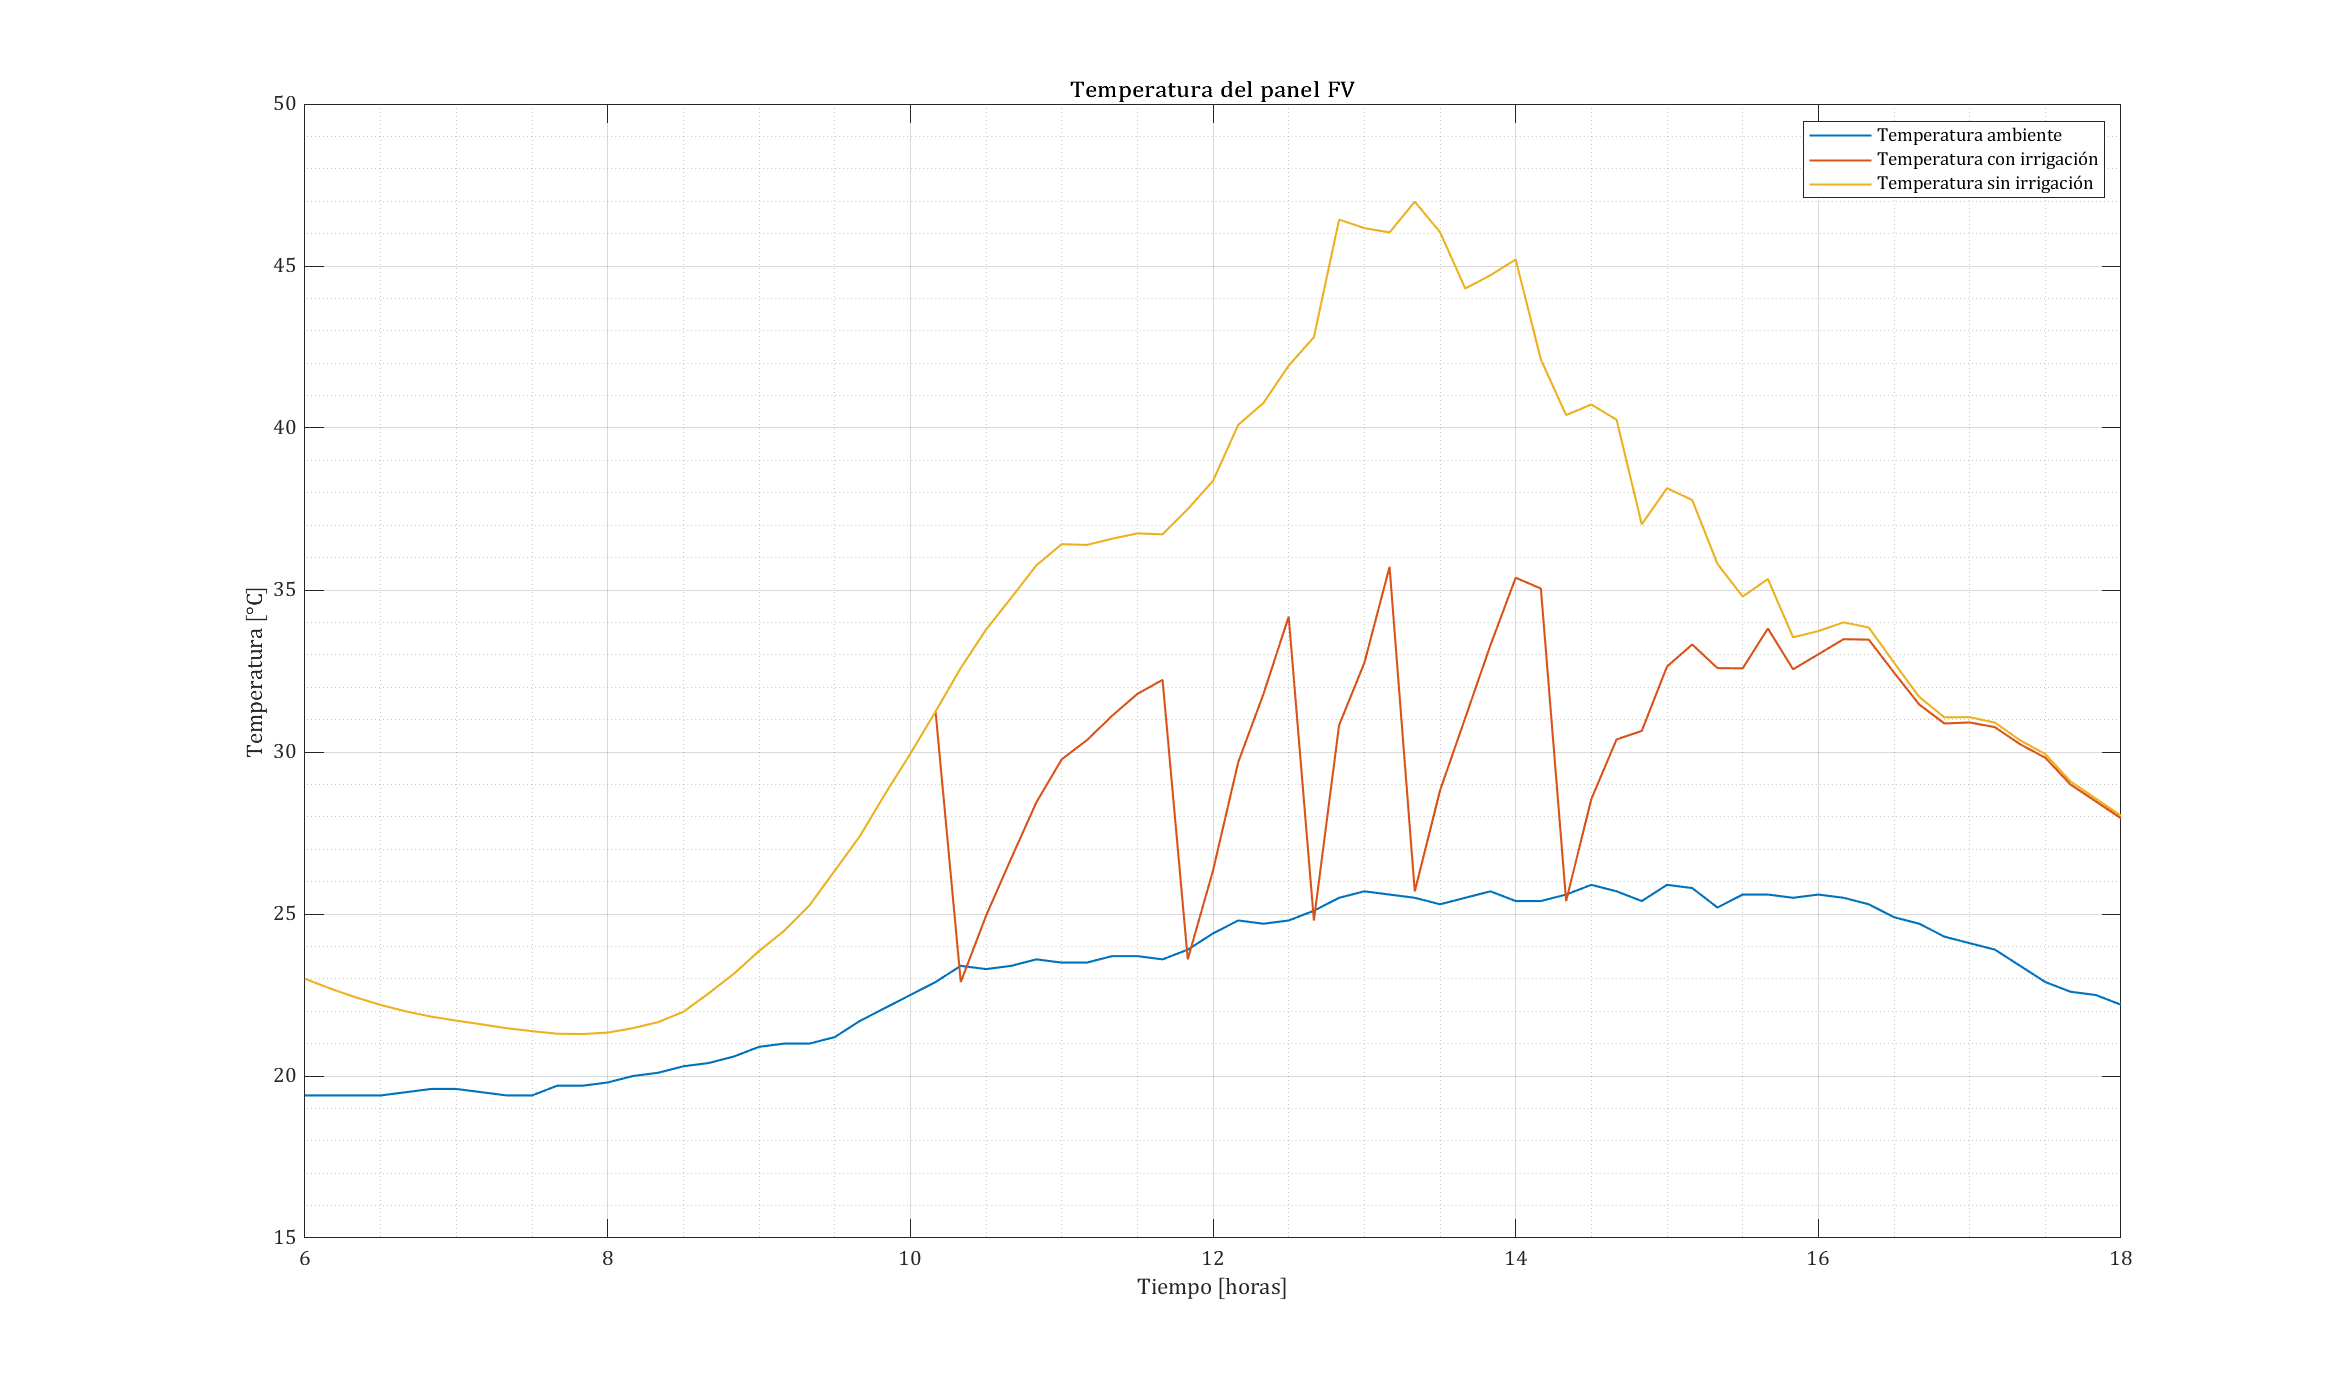 Temperatura del panel FV
50
45
40
35
30
25
20
15
Temperatura [°C]
Temperatura ambiente
Temperatura con irrigación
Temperatura sin irrigación
6 8 10 12 14 16 18
Tiempo [horas]